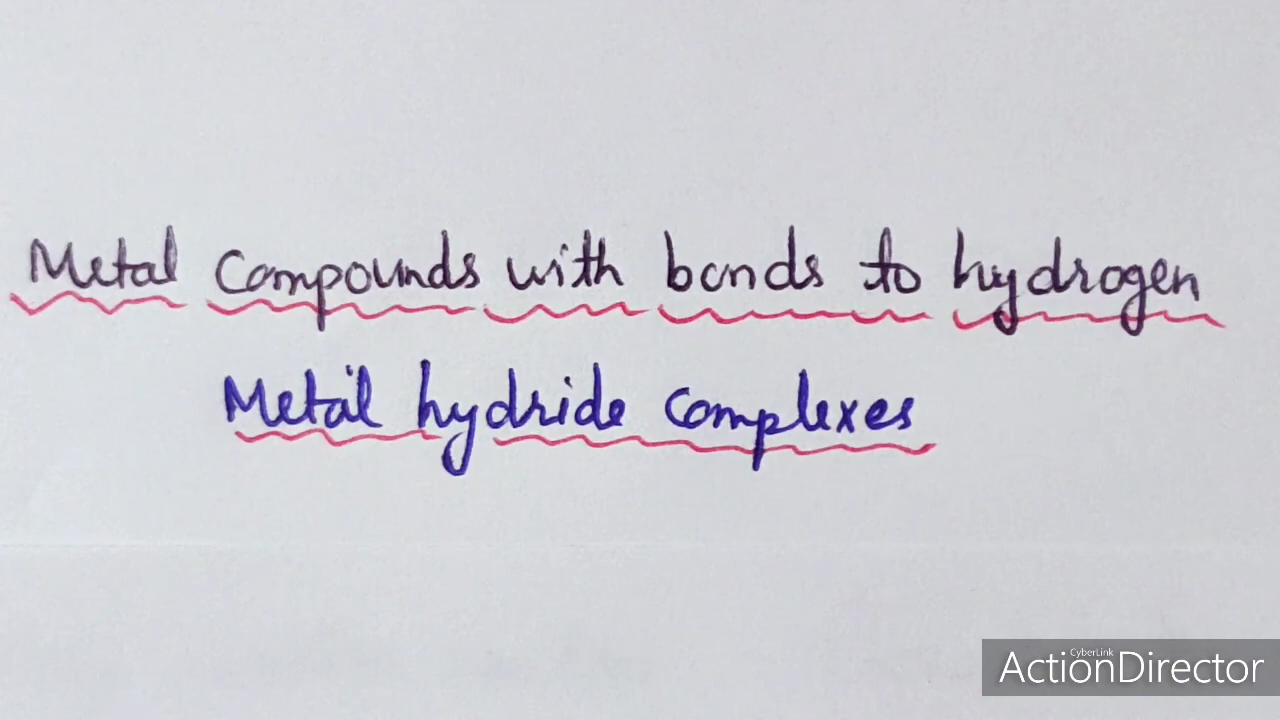 Metal Compounds with bonds to hydrogen
Metal hydride complexes
CyberLink
ActionDirector